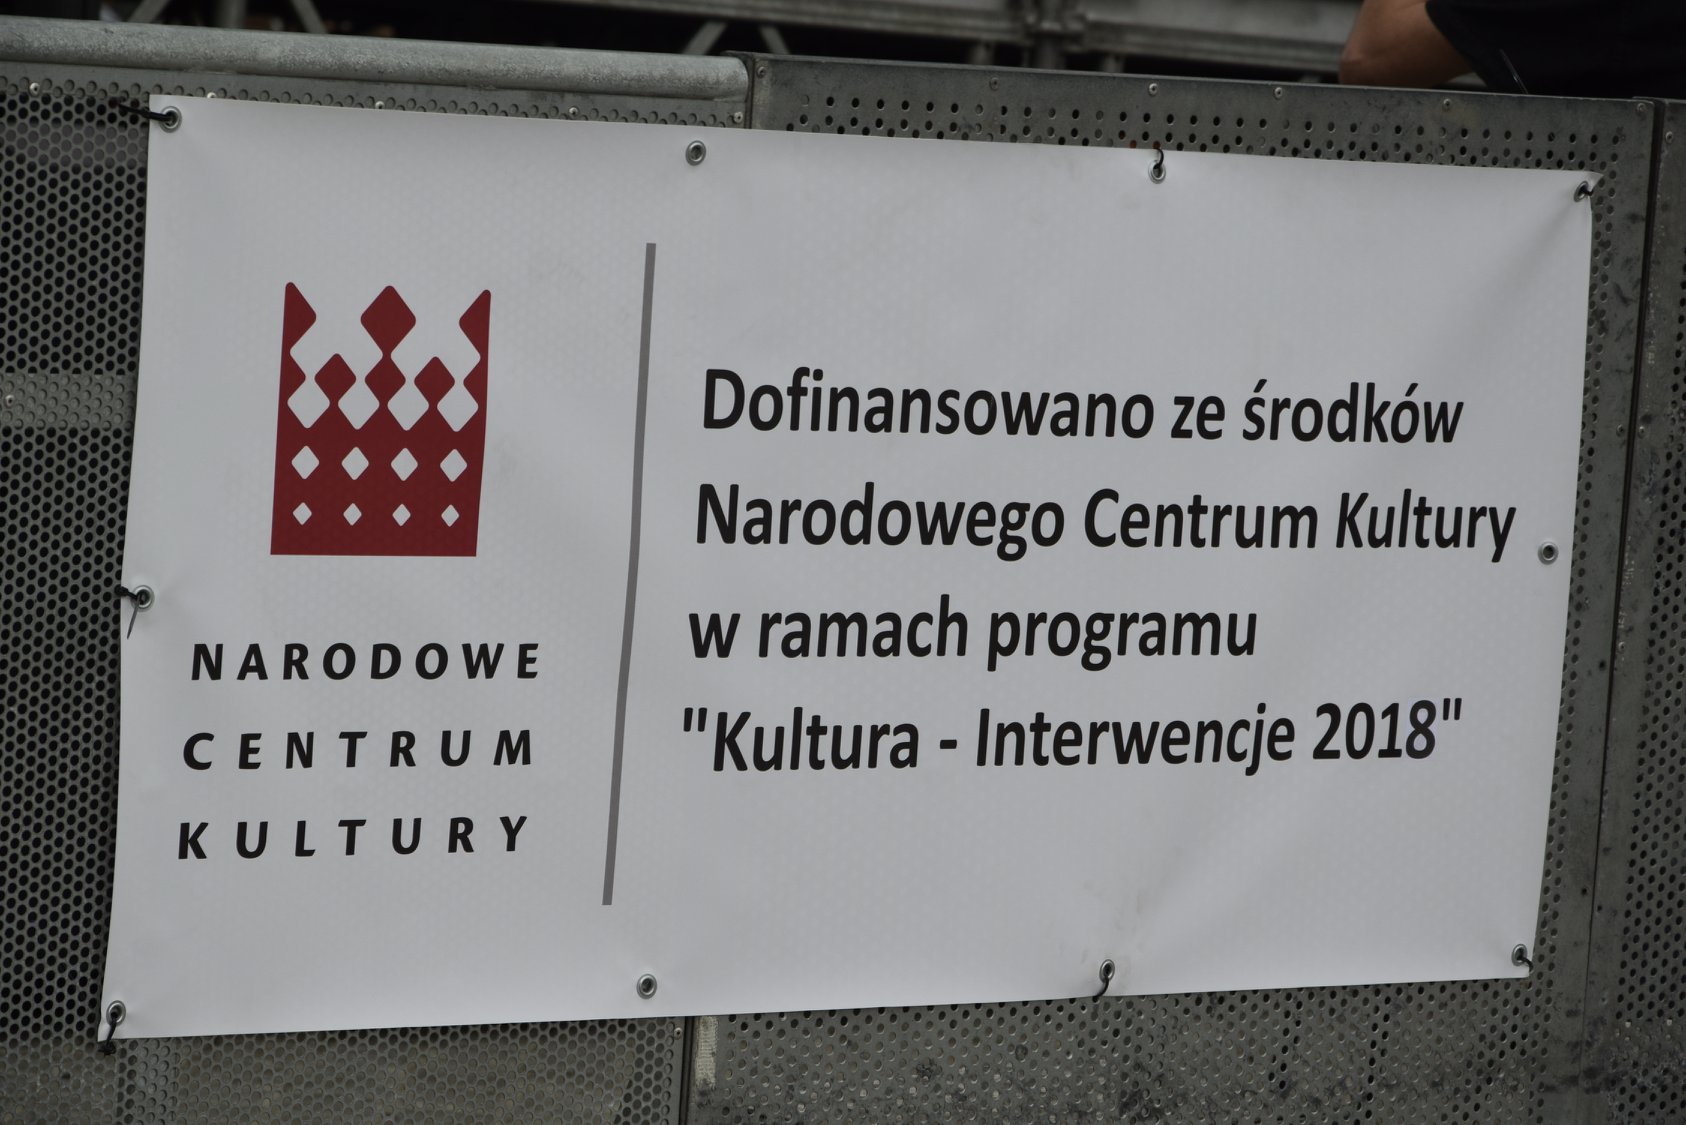 NARODOWE
CENTRUM
KULTURY
Dofinansowano ze środków
Narodowego Centrum Kultury
w ramach programu
"Kultura - Interwencje 2018"